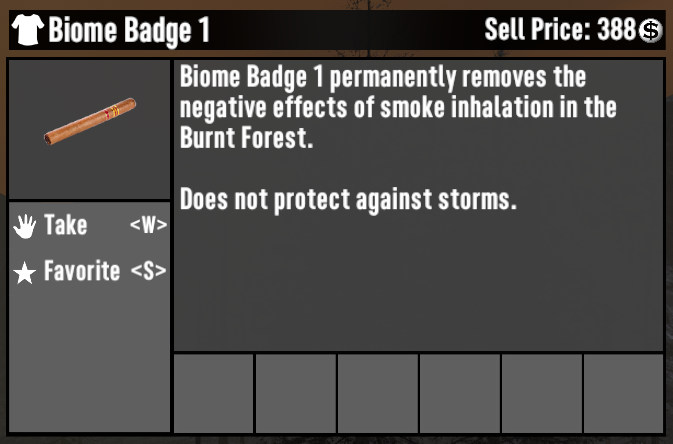 Biome Badge 1
Sell Price: 388$
Biome Badge 1 permanently removes the
negative effects of smoke inhalation in the
Burnt Forest.
Does not protect against storms.
Take <W>
Favorite <S>